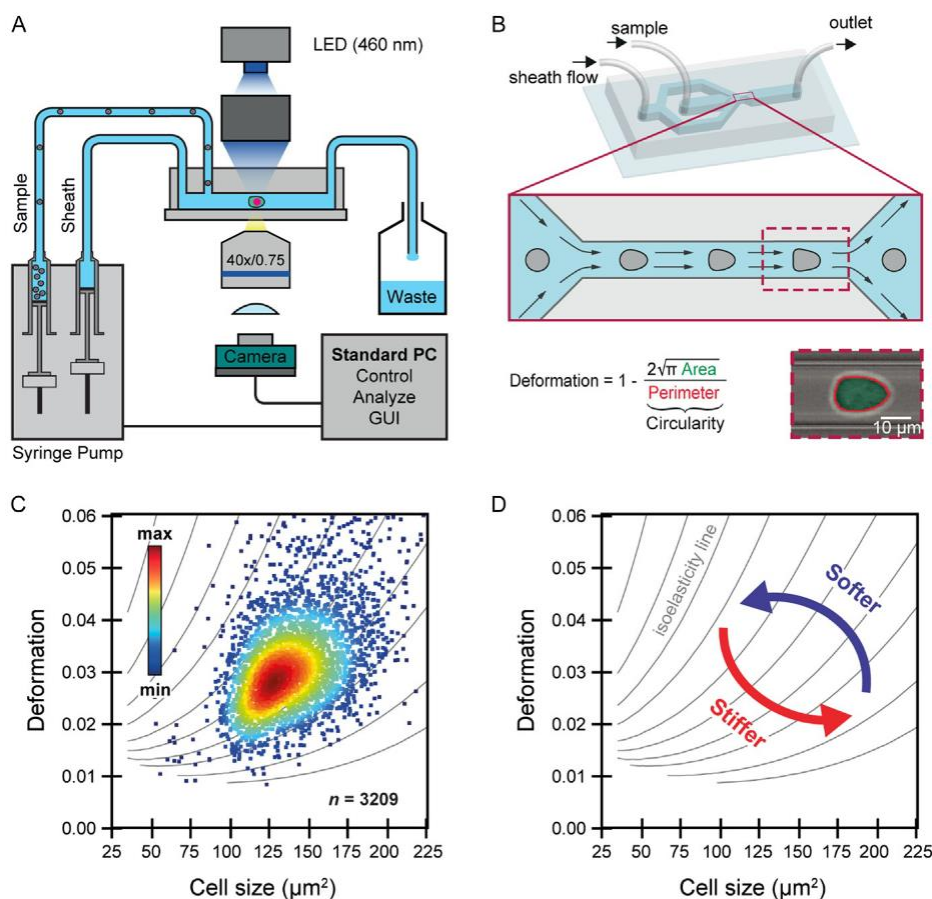 A
LED (460 nm)
Sample
Sheath
40x/0.75
Waste
Camera
Standard PC
Control
Analyze
GUI
Syringe Pump
B
outlet
sample
sheath flow
Deformation = 1 - 2√π Area
Perimeter
Circularity
10 µm
C
0.06
0.05
0.04
0.03
0.02
0.01
0.00
Deformation
max
min
n = 3209
25 50 75 100 125 150 175 200 225
Cell size (µm²)
D
0.06
0.05
0.04
0.03
0.02
0.01
0.00
Deformation
isoelasticity line
Softer
Stiffer
25 50 75 100 125 150 175 200 225
Cell size (µm²)